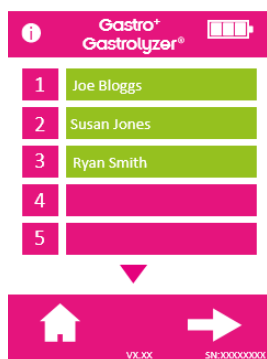 i
Gastro+
Gastrolyzer®
1 Joe Bloggs
2 Susan Jones
3 Ryan Smith
4
5
VX.XX SN:XXXXXXXX